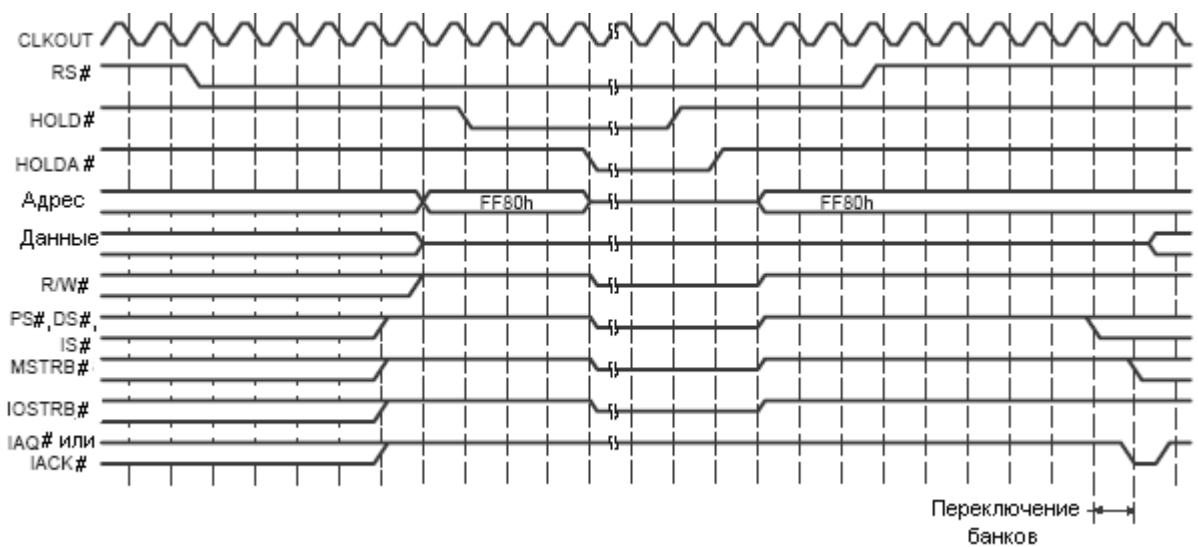 CLKOUT
RS#
HOLD#
HOLDA#
Адрес
FF80h
FF80h
Данные
R/W#
PS#,DS#,
IS#
MSTRB#
IOSTRB#
IAQ# или
IACK#
Переключение
банков